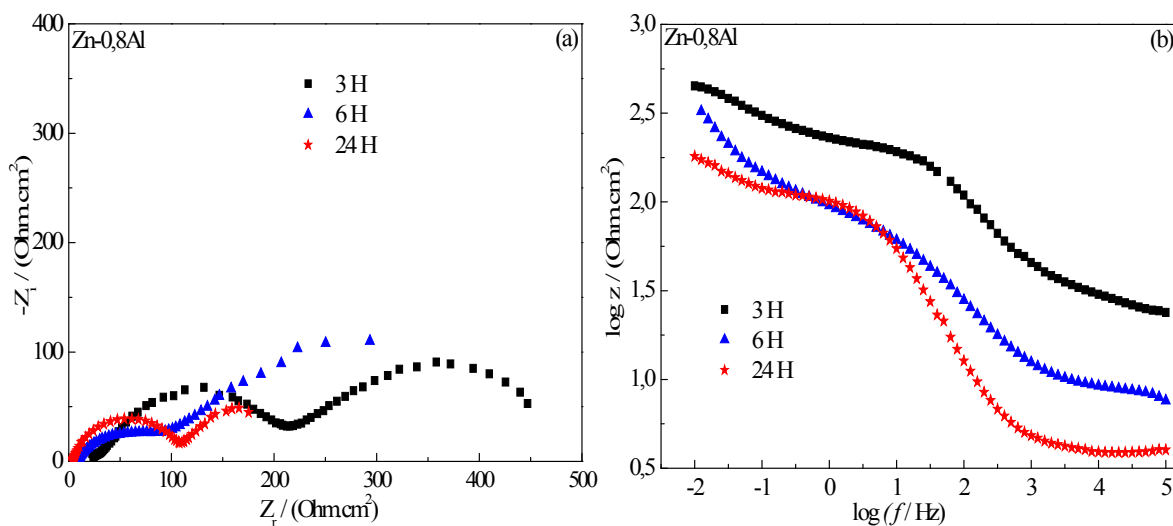 Zn-0,8Al
(a)
3 H
6 H
24 H
400
300
200
100
0
0
100
200
300
400
500
-Zi / (Ohm.cm2)
Zr / (Ohm.cm2)
Zn-0,8Al
(b)
3 H
6 H
24 H
3,0
2,5
2,0
1,5
1,0
0,5
-2
-1
0
1
2
3
4
5
log z / (Ohm.cm2)
log(f / Hz)